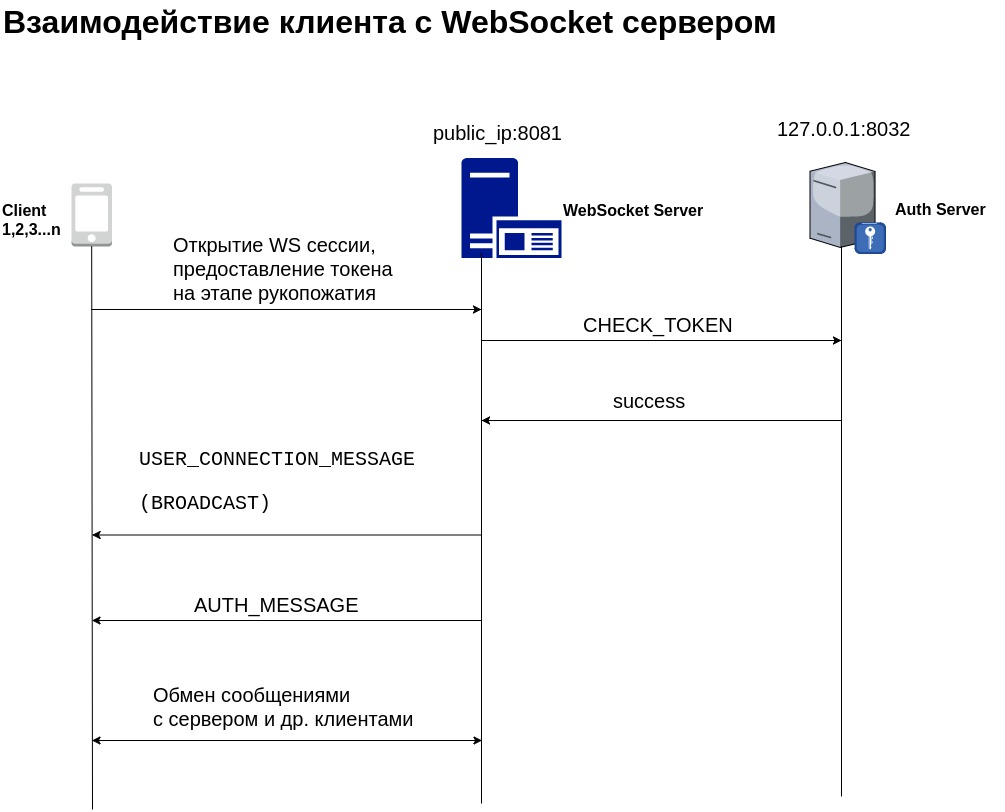 Взаимодействие клиента с WebSocket сервером
public_ip:8081
127.0.0.1:8032
Client
1,2,3...n
WebSocket Server
Auth Server
Открытие WS сессии,
предоставление токена
на этапе рукопожатия
CHECK_TOKEN
success
USER_CONNECTION_MESSAGE
(BROADCAST)
AUTH_MESSAGE
Обмен сообщениями
с сервером и др. клиентами